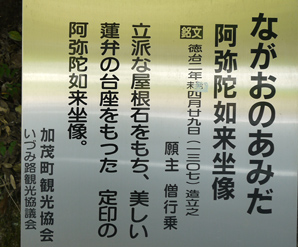 ながおのあみだ
阿弥陀如来坐像
銘文 徳治二年未四月廿九日(一三〇七)造立之
願主 僧行乗
立派な屋根石をもち、美しい
蓮弁の台座をもった 定印の
阿弥陀如来坐像。
加茂町観光協会
いづみ路観光協議会